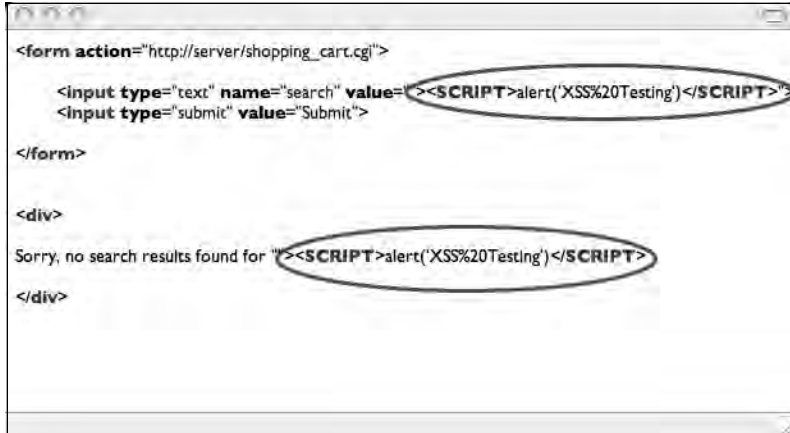 <form action="http://server/shopping_cart.cgi">
<input type="text" name="search" value=""><SCRIPT>alert('XSS%20Testing')</SCRIPT>">
<input type="submit" value="Submit">
</form>
<div>
Sorry, no search results found for '"><SCRIPT>alert('XSS%20Testing')</SCRIPT>
</div>